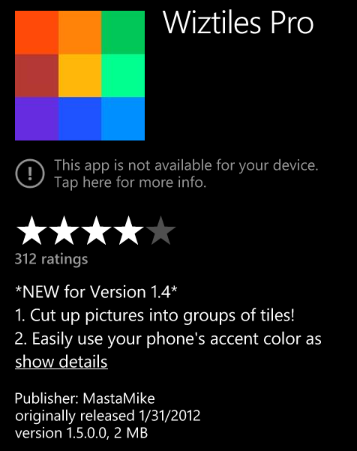 Wiztiles Pro
This app is not available for your device.
Tap here for more info.
312 ratings
*NEW for Version 1.4*
1. Cut up pictures into groups of tiles!
2. Easily use your phone's accent color as
show details
Publisher: MastaMike
originally released 1/31/2012
version 1.5.0.0, 2 MB